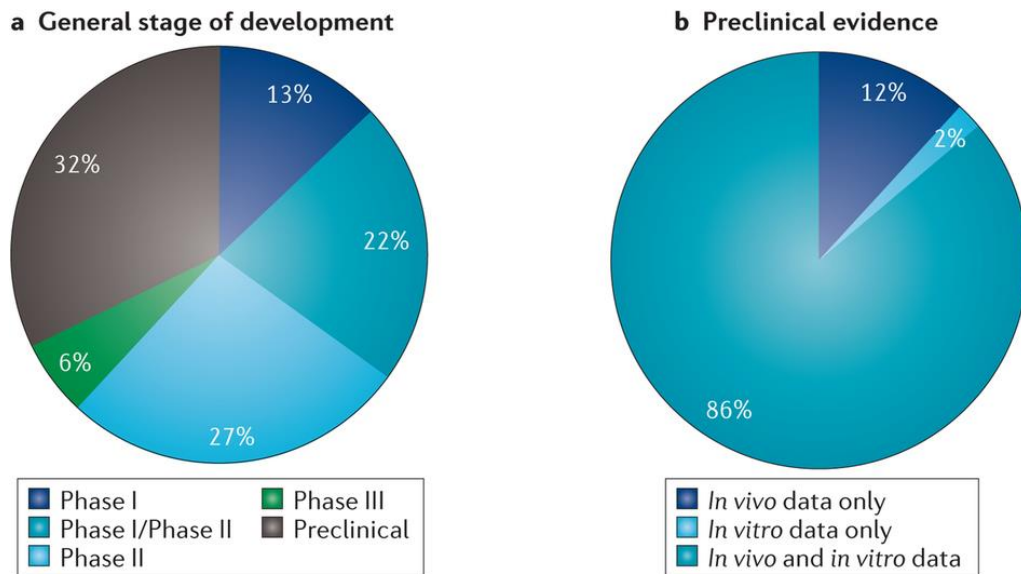 a General stage of development
13%
22%
27%
6%
32%
Phase I
Phase I/Phase II
Phase II
Phase III
Preclinical
b Preclinical evidence
12%
2%
86%
In vivo data only
In vitro data only
In vivo and in vitro data